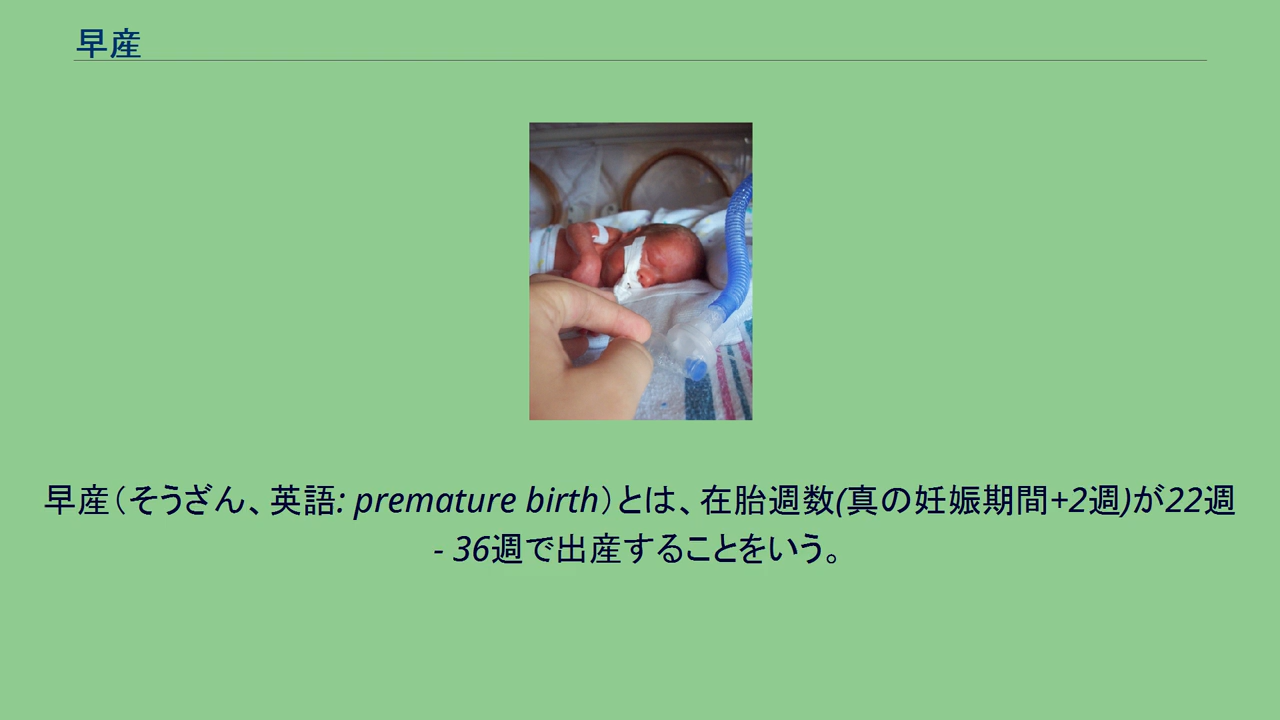 早産
早産（そうざん、英語: premature birth）とは、在胎週数(真の妊娠期間+2週)が22週
- 36週で出産することをいう。